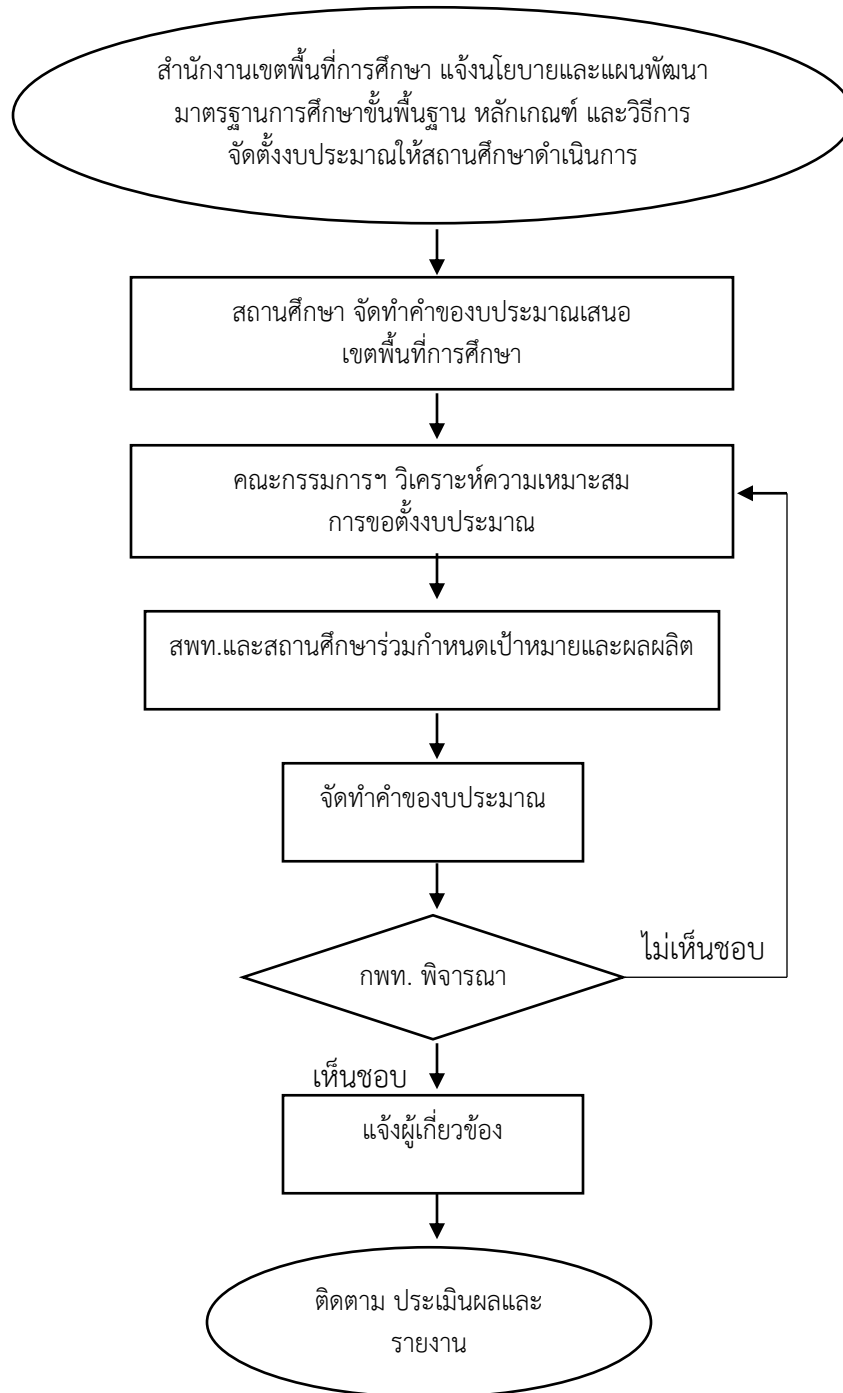 สำนักงานเขตพื้นที่การศึกษา แจ้งนโยบายและแผนพัฒนา
มาตรฐานการศึกษาขั้นพื้นฐาน หลักเกณฑ์ และวิธีการ
จัดตั้งงบประมาณให้สถานศึกษาดำเนินการ
สถานศึกษา จัดทำคำของบประมาณเสนอ
เขตพื้นที่การศึกษา
คณะกรรมการฯ วิเคราะห์ความเหมาะสม
การขอตั้งงบประมาณ
สพท.และสถานศึกษาร่วมกำหนดเป้าหมายและผลผลิต
จัดทำคำของบประมาณ
ไม่เห็นชอบ
กพท. พิจารณา
เห็นชอบ
แจ้งผู้เกี่ยวข้อง
ติดตาม ประเมินผลและ
รายงาน